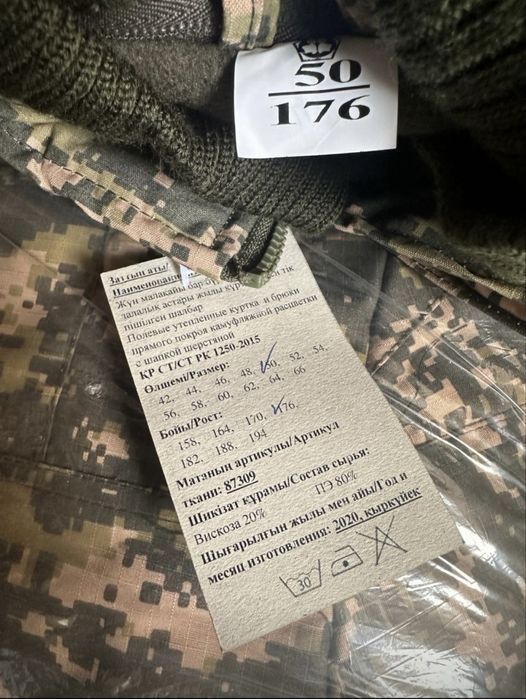 50
176
Заттың аты/
Наименование
Жүн малақайы бар
далалық астары жылы күр
пішілген шалбар
Полевые утепленные куртка и брюки
прямого покроя камуфляжной расцветки
с шапкой шерстяной
ҚР СТ/СТ РК 1250-2015
Өлшемі/Размер:
42, 44, 46, 48, 50, 52, 54,
56, 58, 60, 62, 64, 66
Бойы/Рост:
158, 164, 170, 176,
182, 188, 194
Матаның артикулы/Артикул
ткани: 87309
Шикізат құрамы/Состав сырья:
Вискоза 20% ПЭ 80%
Шығарылған жылы мен айы/Год и
месяц изготовления: 2020, қыркүйек
30